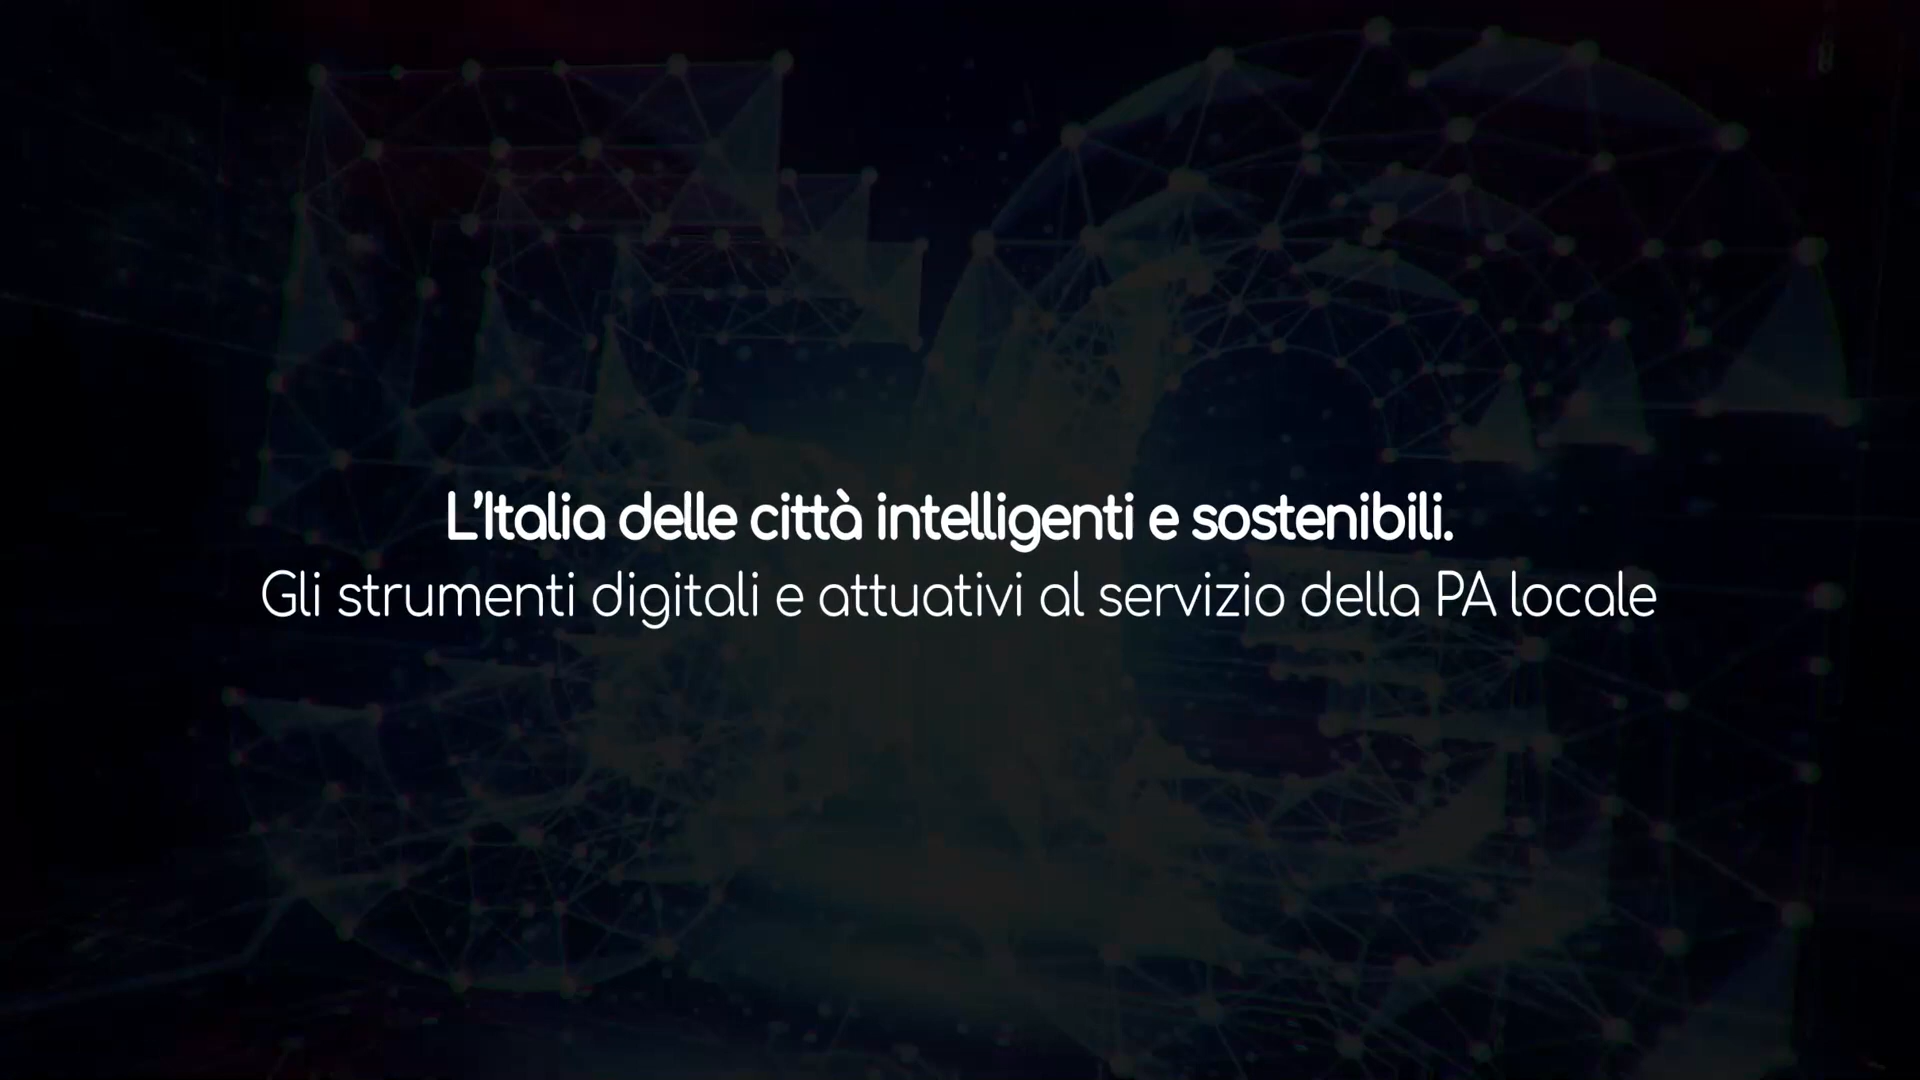 L’Italia delle città intelligenti e sostenibili.
Gli strumenti digitali e attuativi al servizio della PA locale